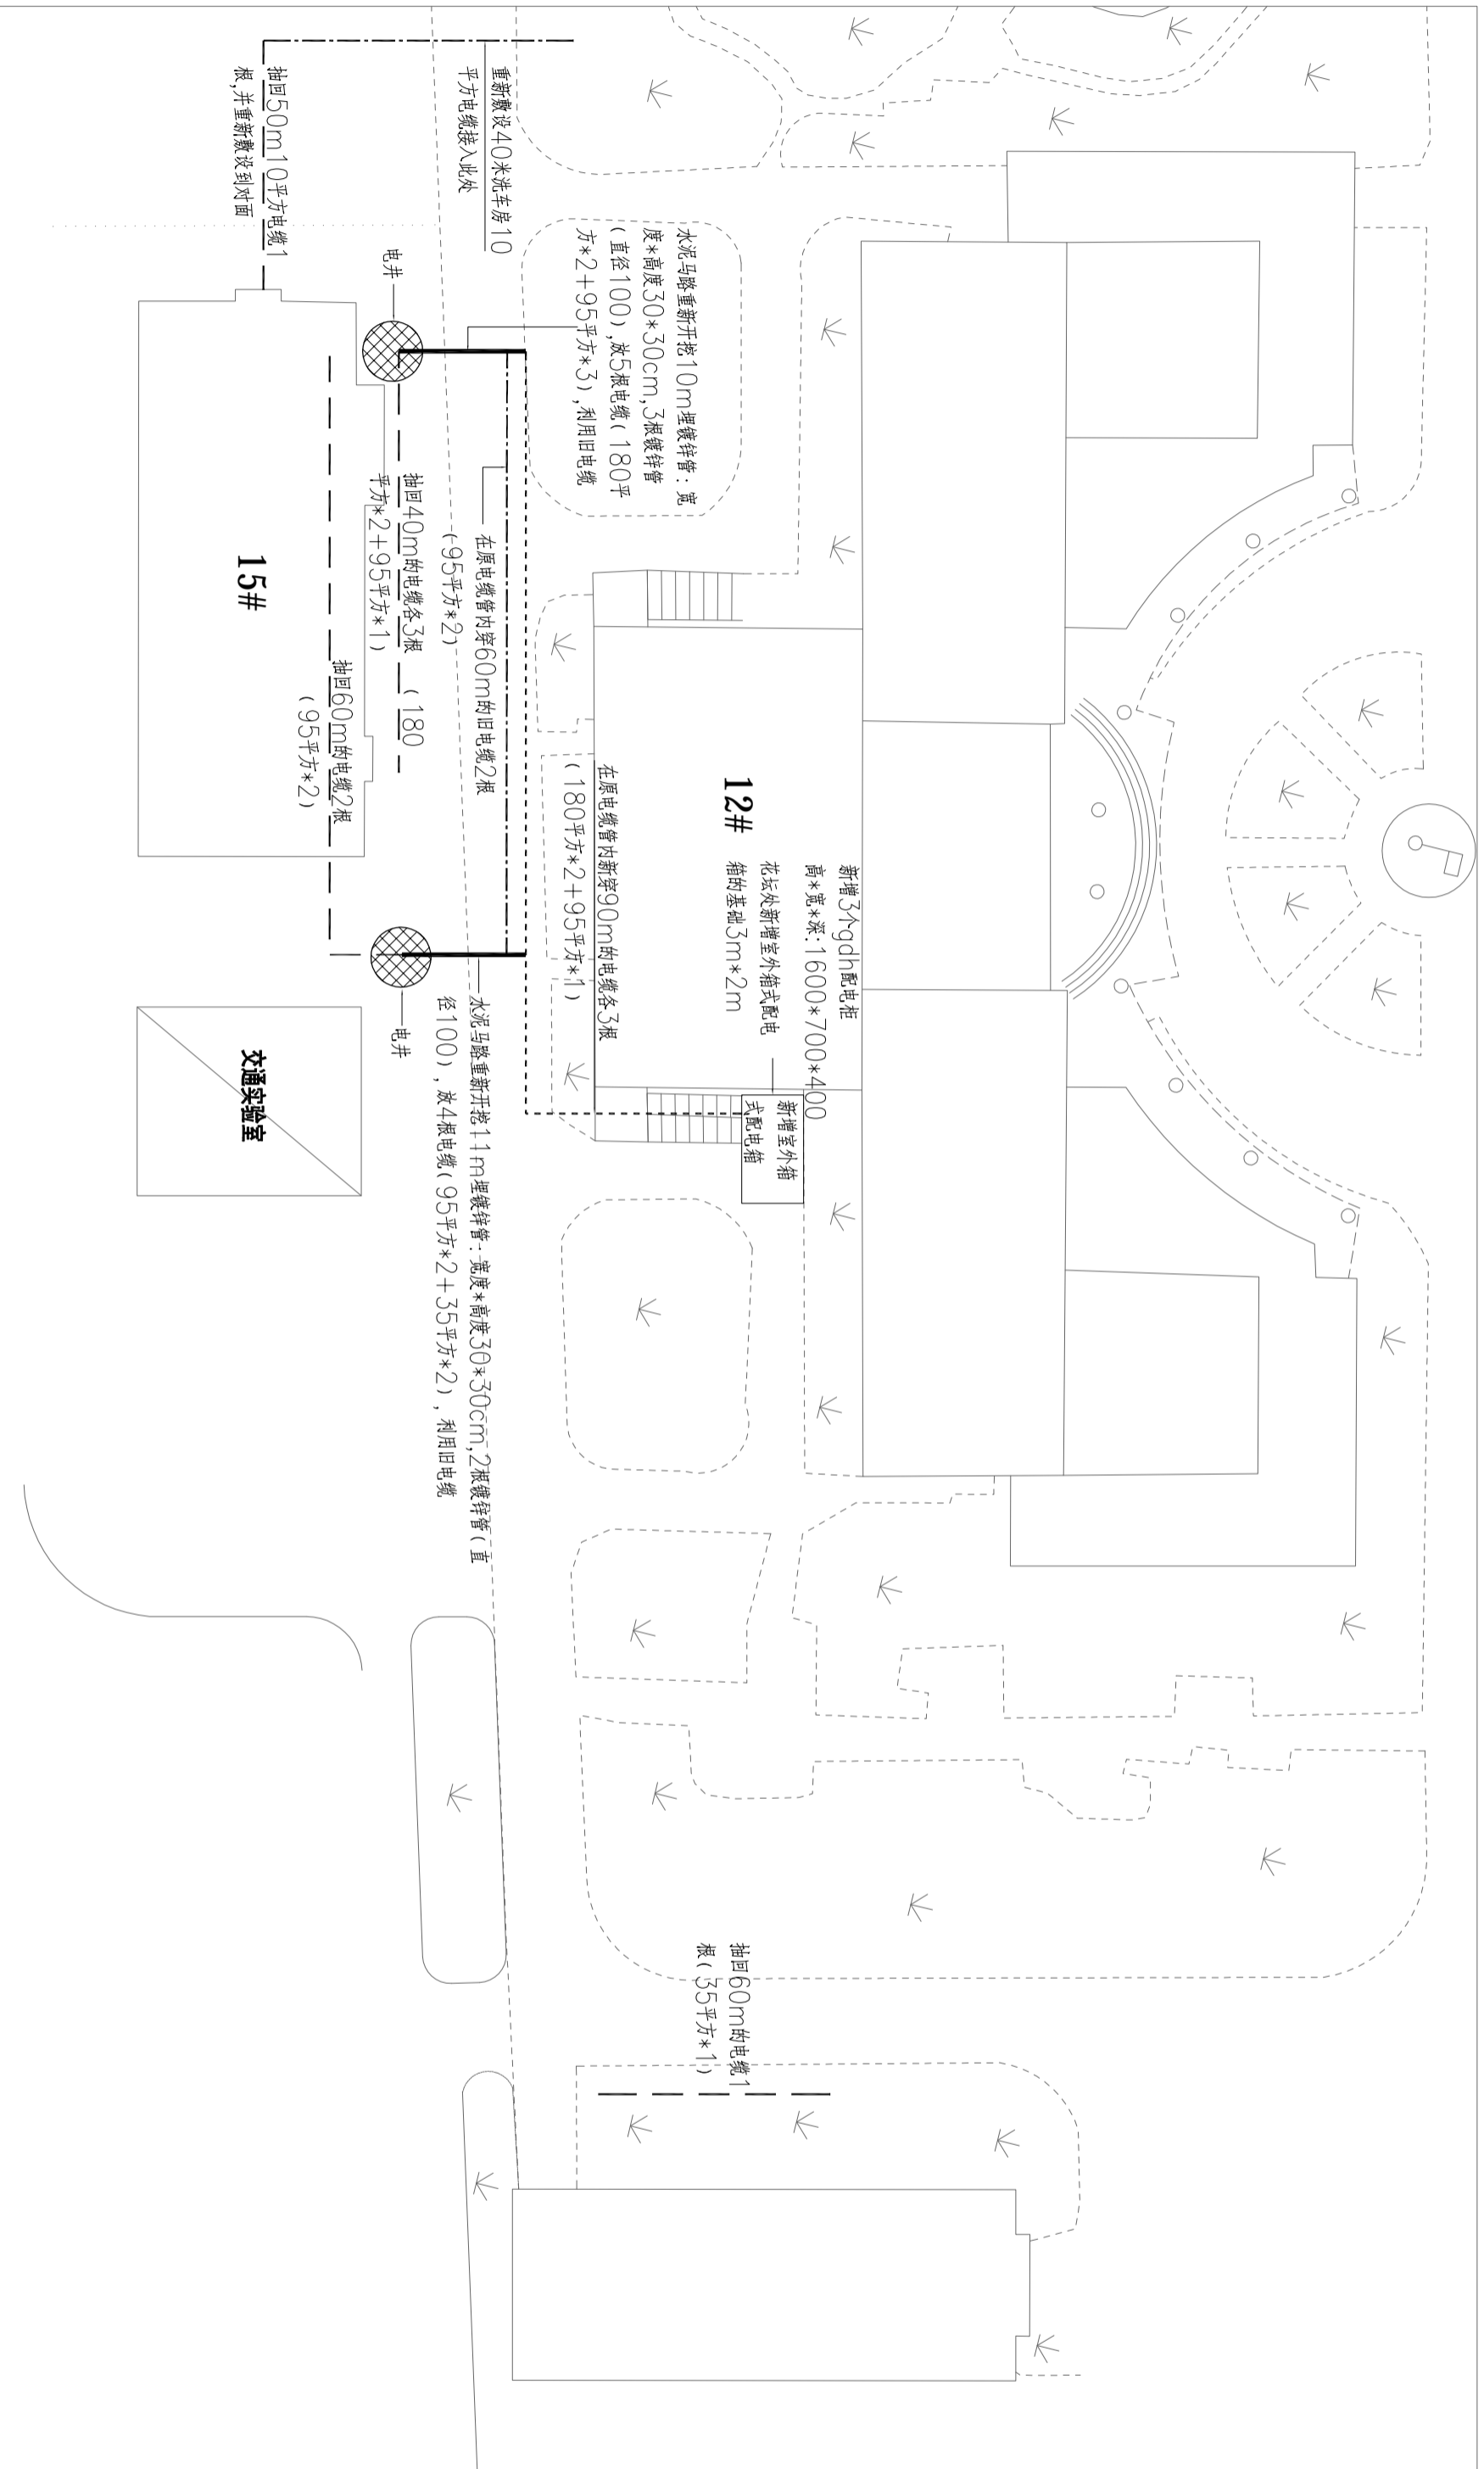 抽回50m10平方电缆1
根,并重新敷设到对面
重新敷设40米洗车房10
平方电缆接入此处
电井
水泥马路重新开挖10m埋镀锌管：宽
度*高度30*30cm,3根镀锌管
(直径100),放5根电缆(180平
方*2+95平方*3),利用旧电缆
抽回40m的电缆各3根 (180
平方*2+95平方*1)
在原电缆管内穿60m的旧电缆2根
(95平方*2)
15#
抽回60m的电缆2根
(95平方*2)
12#
在原电缆管内新穿90m的电缆各3根
(180平方*2+95平方*1)
新增3个gdh配电柜
高*宽*深:1600*700*400
花坛处新增室外箱式配电
箱的基础3m*2m
新增室外箱
式配电箱
水泥马路重新开挖11m埋镀锌管：宽度*高度30*30cm,2根镀锌管(直
径100),放4根电缆(95平方*2+35平方*2),利用旧电缆
电井
交通实验室
抽回60m的电缆1
根(35平方*1)